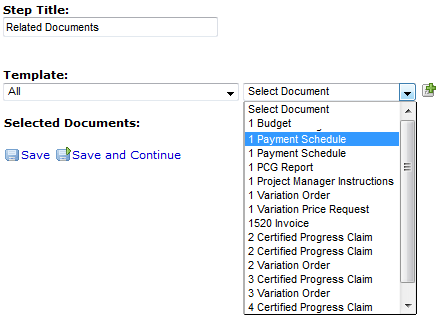 Step Title:
Related Documents
Template:
All
Select Document
Select Document
1 Budget
1 Payment Schedule
1 Payment Schedule
1 PCG Report
1 Project Manager Instructions
1 Variation Order
1 Variation Price Request
1520 Invoice
2 Certified Progress Claim
2 Certified Progress Claim
2 Variation Order
3 Certified Progress Claim
3 Variation Order
4 Certified Progress Claim
Selected Documents:
Save Save and Continue